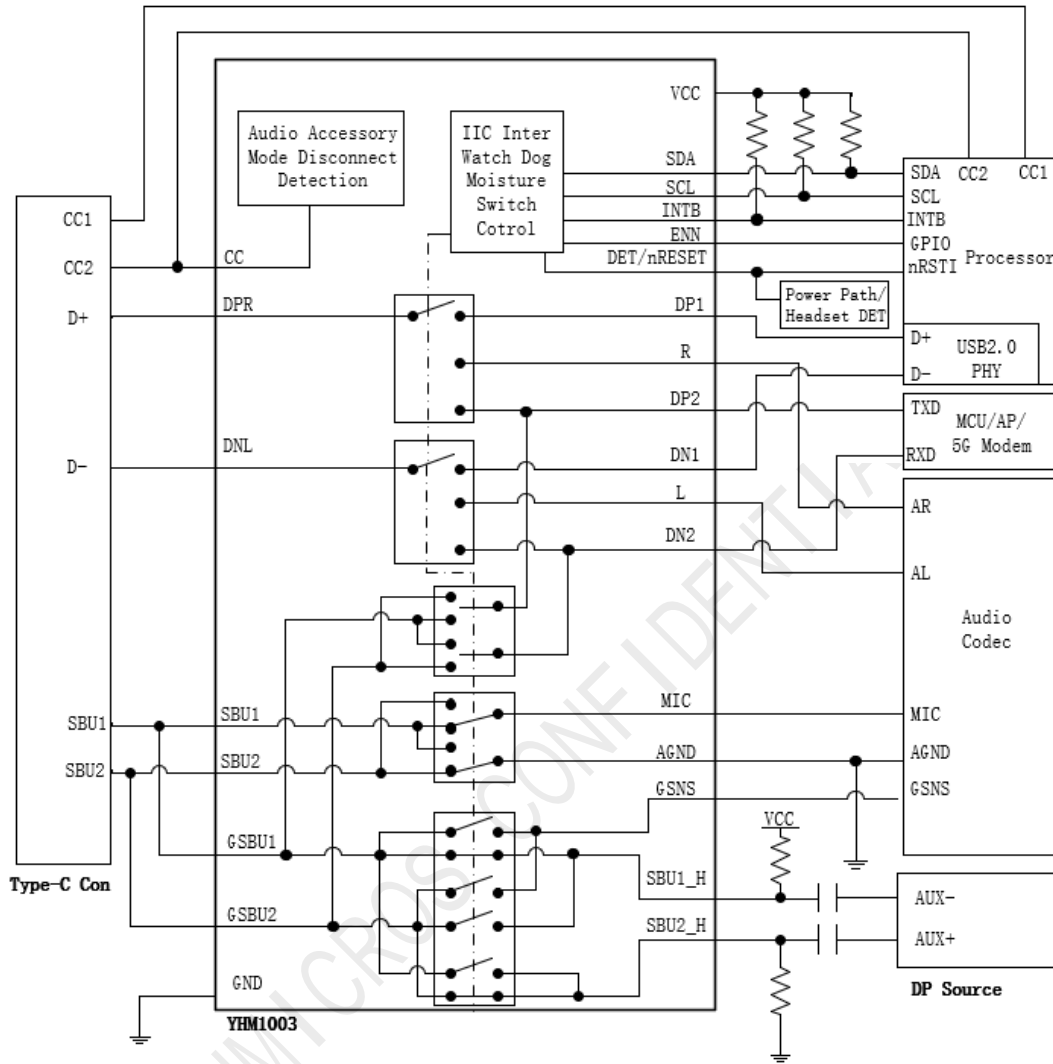 VCC
Audio Accessory
Mode Disconnect
Detection
IIC Inter
Watch Dog
Moisture
Switch
Cotrol
SDA
SCL
INTB
ENN
DET/nRESET
SDA
CC2
CC1
SCL
INTB
GPIO
nRSTI
Processor
Power Path/
Headset DET
CC1
CC2
CC
D+
DPR
DP1
R
DP2
D+
D-
USB2.0
PHY
TXD
RXD
MCU/AP/
5G Modem
D-
DNL
DN1
L
DN2
AR
AL
Audio
Codec
SBU1
SBU1
MIC
MIC
SBU2
SBU2
AGND
AGND
GSNS
GSNS
VCC
GSBU1
SBU1_H
GSBU2
SBU2_H
AUX-
AUX+
DP Source
GND
Type-C Con
YHM1003
MICROS CONFIDENTIA